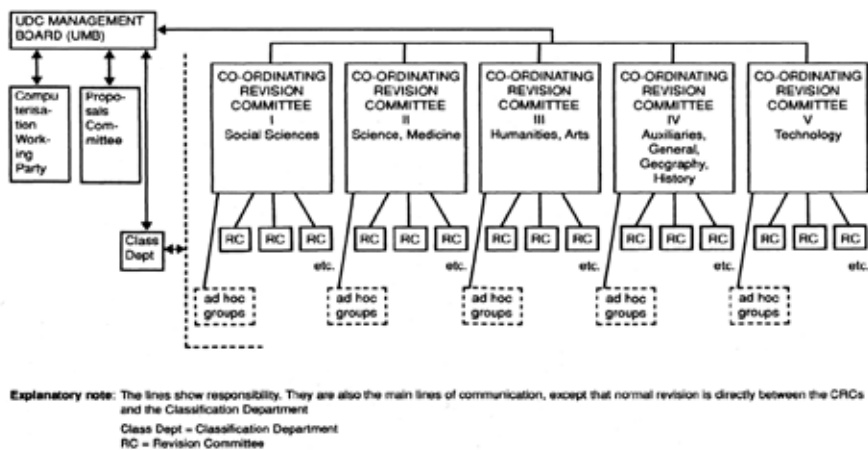 UDC MANAGEMENT
BOARD (UMB)
Compu
terisa-
tion
Work-
ing
Party
Propo-
sals
Com-
mittee
Class
Dept
CO-ORDINATING
REVISION
COMMITTEE
I
Social Sciences
CO-ORDINATING
REVISION
COMMITTEE
II
Science, Medicine
CO-ORDINATING
REVISION
COMMITTEE
III
Humanities, Arts
CO-ORDINATING
REVISION
COMMITTEE
IV
Auxiliaries,
General,
Geography,
History
CO-ORDINATING
REVISION
COMMITTEE
V
Technology
RC RC RC
etc.
RC RC RC
etc.
RC RC RC
etc.
RC RC RC
etc.
RC RC RC
etc.
ad hoc
groups
ad hoc
groups
ad hoc
groups
ad hoc
groups
ad hoc
groups
Explanatory note: The lines show responsibility. They are also the main lines of communication, except that normal revision is directly between the CRCs
and the Classification Department
Class Dept = Classification Department
RC = Revision Committee